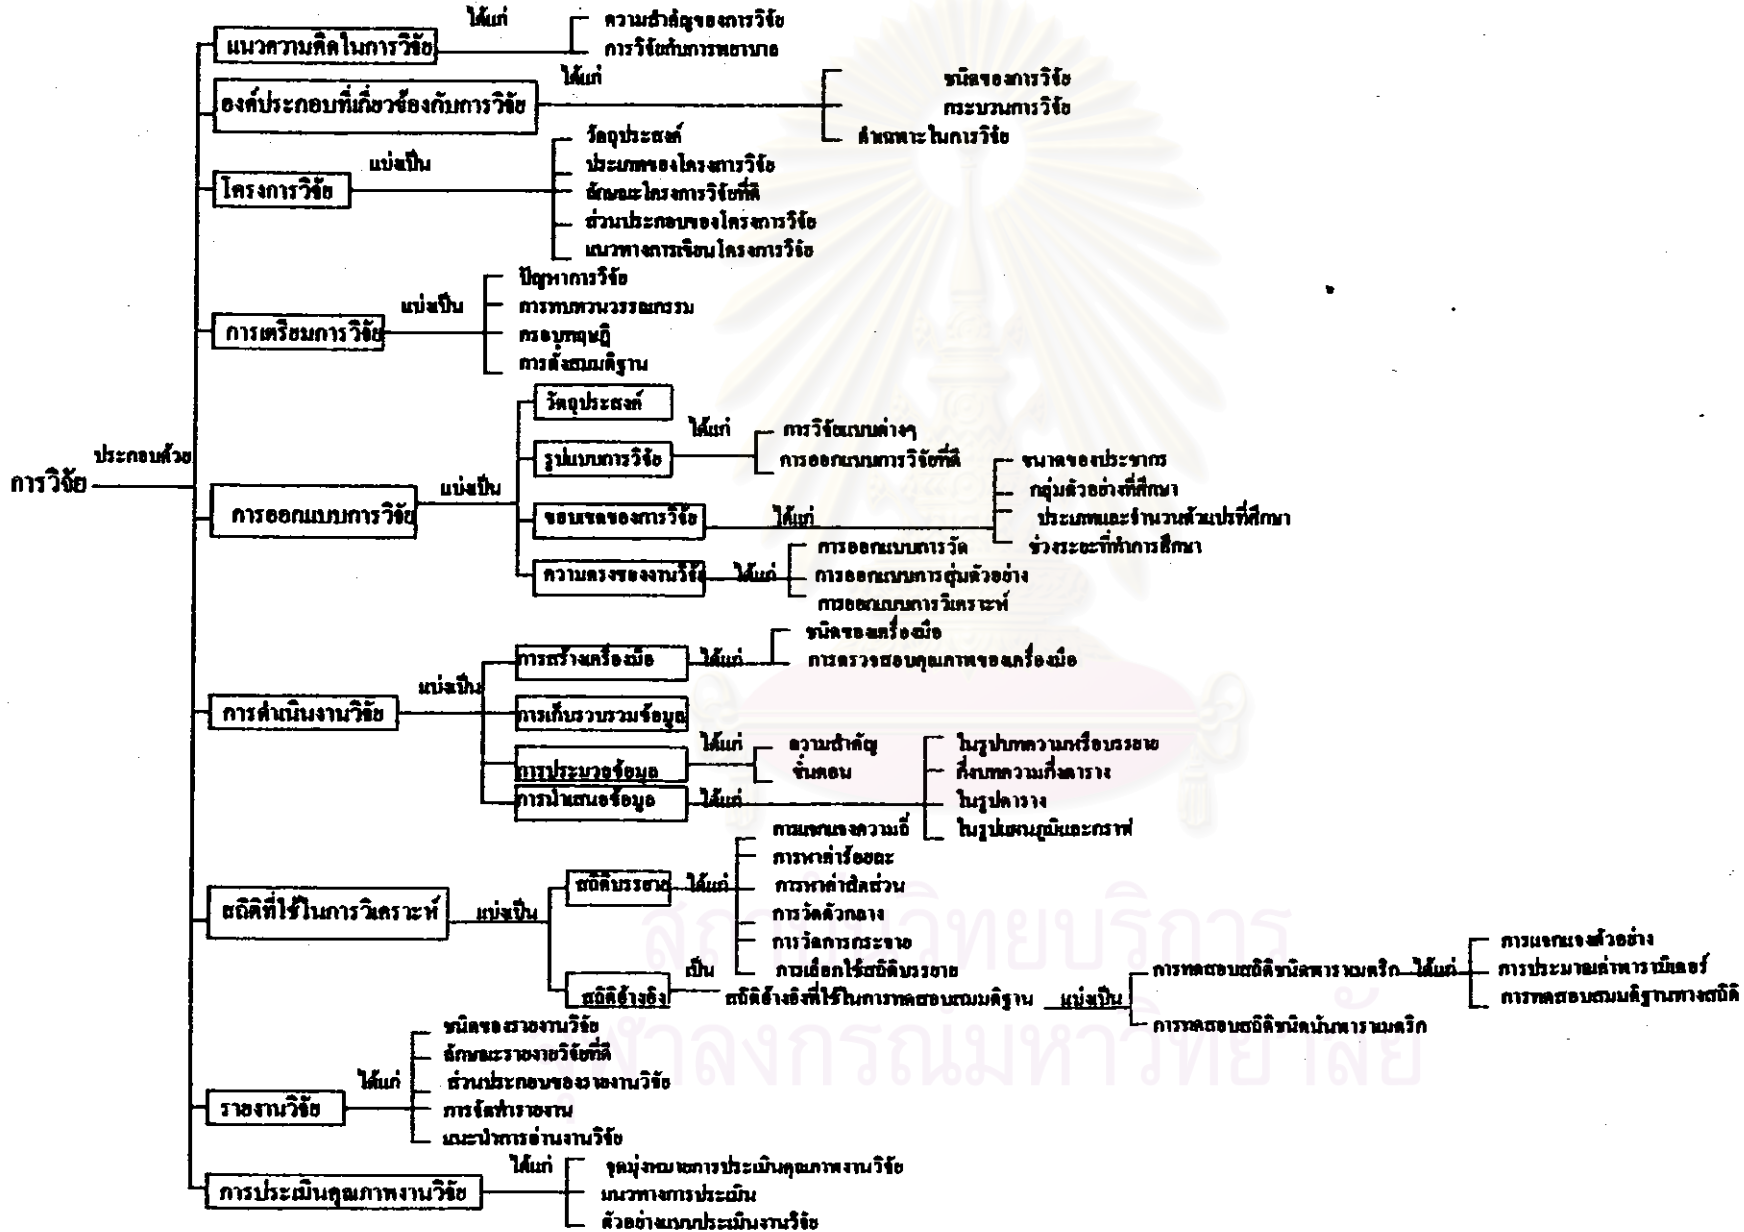 การวิจัย
ประกอบด้วย
แนวความคิดในการวิจัย
ได้แก่
ความสำคัญของการวิจัย
การวิจัยกับการพยาบาล
องค์ประกอบที่เกี่ยวข้องกับการวิจัย
ได้แก่
ชนิดของการวิจัย
กระบวนการวิจัย
คำเฉพาะในการวิจัย
โครงการวิจัย
แบ่งเป็น
วัตถุประสงค์
ประเภทของโครงการวิจัย
ลักษณะโครงการวิจัยที่ดี
ส่วนประกอบของโครงการวิจัย
แนวทางการเขียนโครงการวิจัย
การเตรียมการวิจัย
แบ่งเป็น
ปัญหาการวิจัย
การทบทวนวรรณกรรม
กรอบทฤษฎี
การตั้งสมมติฐาน
การออกแบบการวิจัย
แบ่งเป็น
วัตถุประสงค์
รูปแบบการวิจัย
ได้แก่
การวิจัยแบบต่างๆ
การออกแบบการวิจัยที่ดี
ขอบเขตของการวิจัย
ได้แก่
ขนาดของประชากร
กลุ่มตัวอย่างที่ศึกษา
ประเภทและจำนวนตัวแปรที่ศึกษา
ช่วงระยะที่ทำการศึกษา
ความตรงของงานวิจัย
ได้แก่
การออกแบบการวัด
การออกแบบการสุ่มตัวอย่าง
การออกแบบการวิเคราะห์
การดำเนินงานวิจัย
แบ่งเป็น
การสร้างเครื่องมือ
ได้แก่
ชนิดของเครื่องมือ
การตรวจสอบคุณภาพของเครื่องมือ
การเก็บรวบรวมข้อมูล
การประมวลข้อมูล
ได้แก่
ความสำคัญ
ขั้นตอน
การนำเสนอข้อมูล
ได้แก่
ในรูปบทความหรือบรรยาย
กึ่งบทความกึ่งตาราง
ในรูปตาราง
ในรูปแผนภูมิและกราฟ
สถิติที่ใช้ในการวิเคราะห์
แบ่งเป็น
สถิติบรรยาย
ได้แก่
การแจกแจงความถี่
การหาค่าร้อยละ
การหาค่าสัดส่วน
การวัดตัวกลาง
การวัดการกระจาย
การเลือกใช้สถิติบรรยาย
สถิติอ้างอิง
เป็น
สถิติอ้างอิงที่ใช้ในการทดสอบสมมติฐาน
แบ่งเป็น
การทดสอบสถิติชนิดพาราเมตริก
ได้แก่
การแจกแจงตัวอย่าง
การประมาณค่าพารามิเตอร์
การทดสอบสมมติฐานทางสถิติ
การทดสอบสถิติชนิดนันพาราเมตริก
รายงานวิจัย
ได้แก่
ชนิดของรายงานวิจัย
ลักษณะรายงายวิจัยที่ดี
ส่วนประกอบของรายงานวิจัย
การจัดทำรายงาน
แนะนำการอ่านงานวิจัย
การประเมินคุณภาพงานวิจัย
ได้แก่
จุดมุ่งหมายการประเมินคุณภาพงานวิจัย
แนวทางการประเมิน
ตัวอย่างแบบประเมินงานวิจัย
สถาบันวิทยบริการ
จุฬาลงกรณ์มหาวิทยาลัย